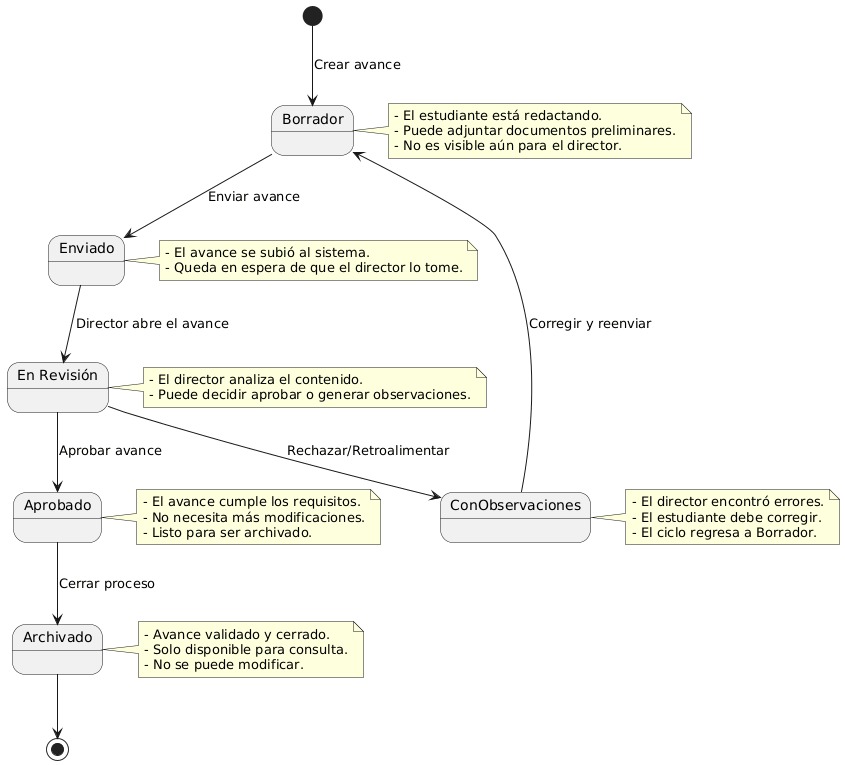 Crear avance
Borrador
- El estudiante está redactando.
- Puede adjuntar documentos preliminares.
- No es visible aún para el director.
Enviar avance
Enviado
- El avance se subió al sistema.
- Queda en espera de que el director lo tome.
Director abre el avance
Corregir y reenviar
En Revisión
- El director analiza el contenido.
- Puede decidir aprobar o generar observaciones.
Aprobar avance
Rechazar/Retroalimentar
Aprobado
- El avance cumple los requisitos.
- No necesita más modificaciones.
- Listo para ser archivado.
ConObservaciones
- El director encontró errores.
- El estudiante debe corregir.
- El ciclo regresa a Borrador.
Cerrar proceso
Archivado
- Avance validado y cerrado.
- Solo disponible para consulta.
- No se puede modificar.